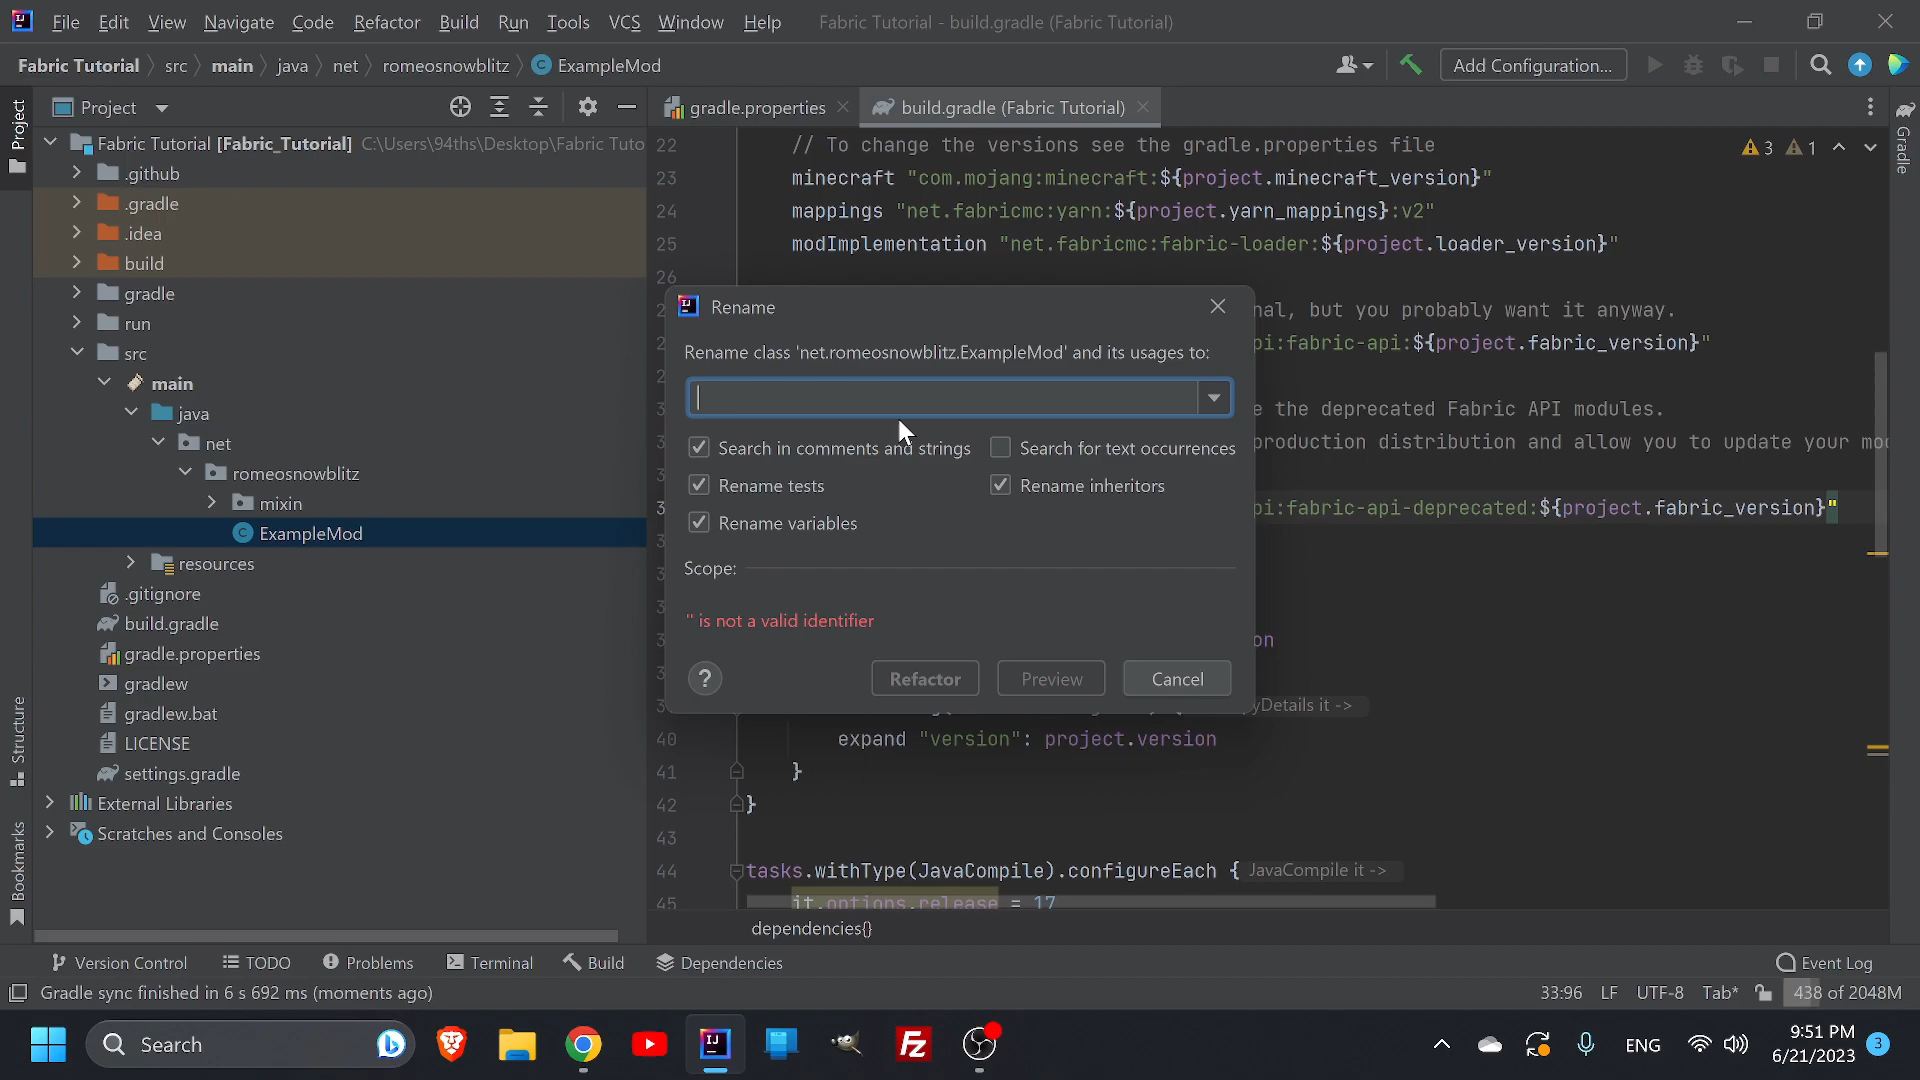 File Edit View Navigate Code Refactor Build Run Tools VCS Window Help Fabric Tutorial - build.gradle (Fabric Tutorial)
Fabric Tutorial src main java net romeosnowblitz ExampleMod Add Configuration...
Project
gradle.properties build.gradle (Fabric Tutorial)
Project
Structure
Bookmarks
Gradle
Fabric Tutorial [Fabric_Tutorial] C:\Users\94ths\Desktop\Fabric Tuto
.github
.gradle
.idea
build
gradle
run
src
main
java
net
romeosnowblitz
mixin
ExampleMod
resources
.gitignore
build.gradle
gradle.properties
gradlew
gradlew.bat
LICENSE
settings.gradle
External Libraries
Scratches and Consoles
22 // To change the versions see the gradle.properties file
3 1
23 minecraft "com.mojang:minecraft:${project.minecraft_version}"
24 mappings "net.fabricmc:yarn:${project.yarn_mappings}:v2"
25 modImplementation "net.fabricmc:fabric-loader:${project.loader_version}"
26
nal, but you probably want it anyway.
pi:fabric-api:${project.fabric_version}"
e the deprecated Fabric API modules.
production distribution and allow you to update your mo
pi:fabric-api-deprecated:${project.fabric_version}"
on
yDetails it ->
40 expand "version": project.version
41 }
42 }
43
44 tasks.withType(JavaCompile).configureEach { JavaCompile it ->
45 it.options.release = 17
dependencies{}
Rename
Rename class 'net.romeosnowblitz.ExampleMod' and its usages to:
Search in comments and strings Search for text occurrences
Rename tests Rename inheritors
Rename variables
Scope:
'' is not a valid identifier
? Refactor Preview Cancel
Version Control TODO Problems Terminal Build Dependencies Event Log
Gradle sync finished in 6 s 692 ms (moments ago) 33:96 LF UTF-8 Tab* 438 of 2048M
Search ENG 9:51 PM
6/21/2023 3